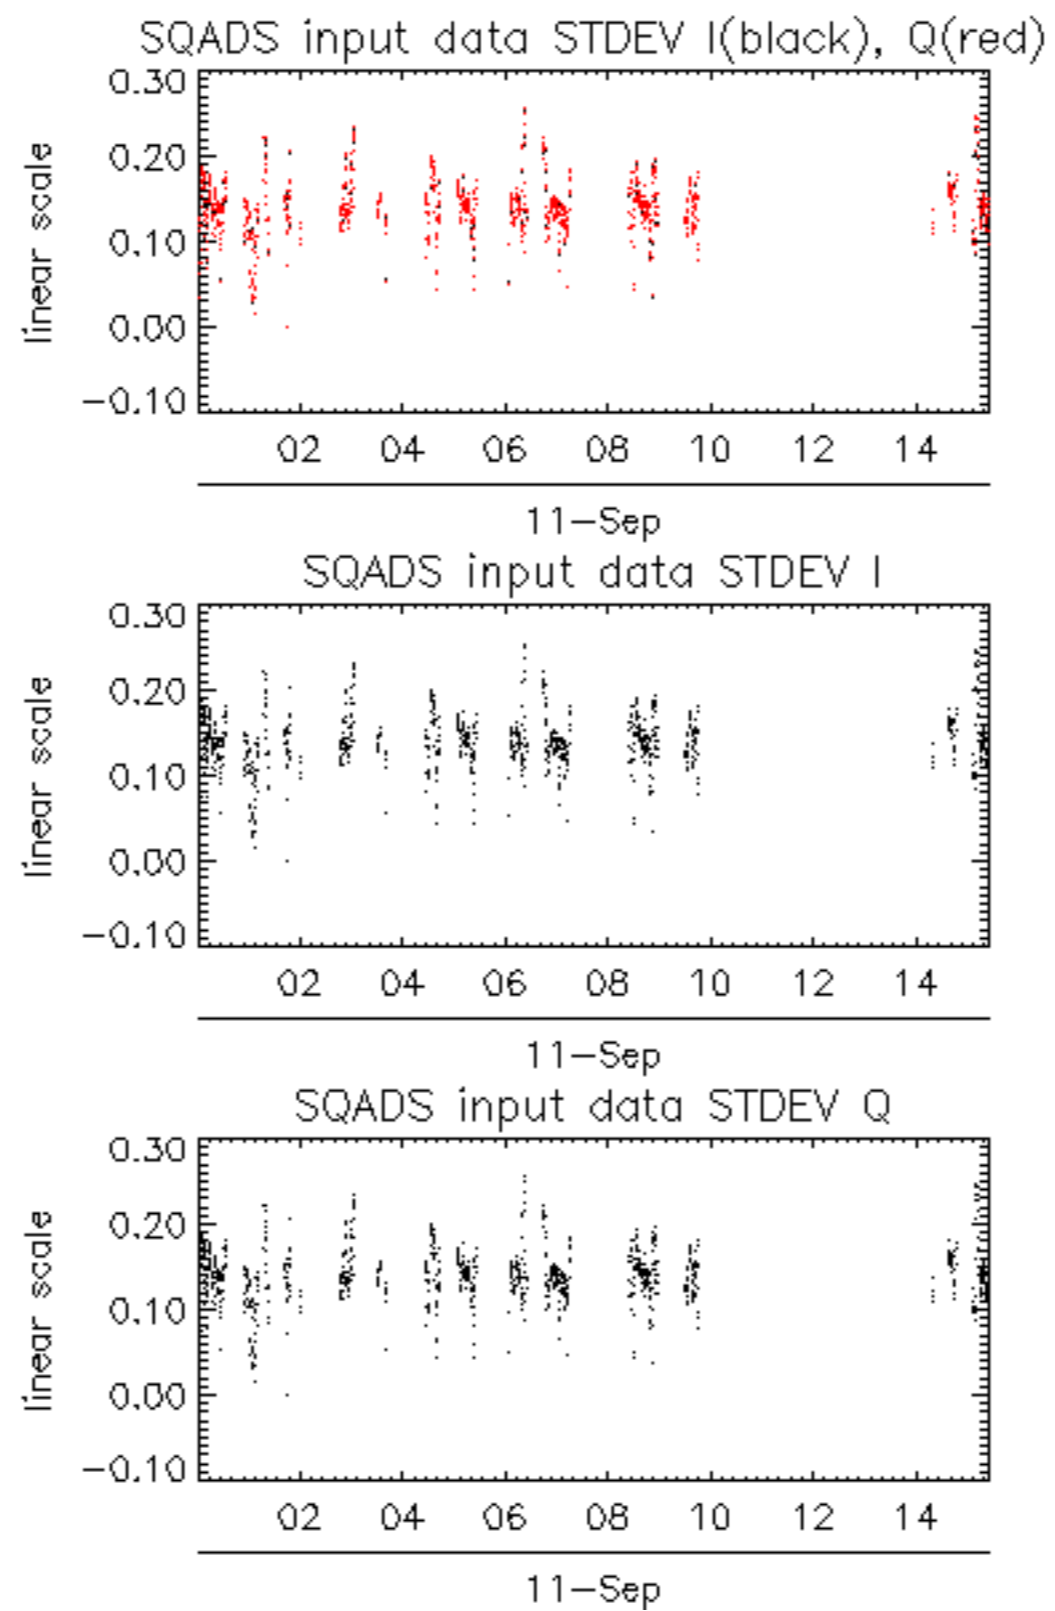 SQADS input data STDEV I(black), Q(red)
0.30
0.20
0.10
0.00
−0.10
linear scale
02 04 06 08 10 12 14
11−Sep
SQADS input data STDEV I
0.30
0.20
0.10
0.00
−0.10
linear scale
02 04 06 08 10 12 14
11−Sep
SQADS input data STDEV Q
0.30
0.20
0.10
0.00
−0.10
linear scale
02 04 06 08 10 12 14
11−Sep